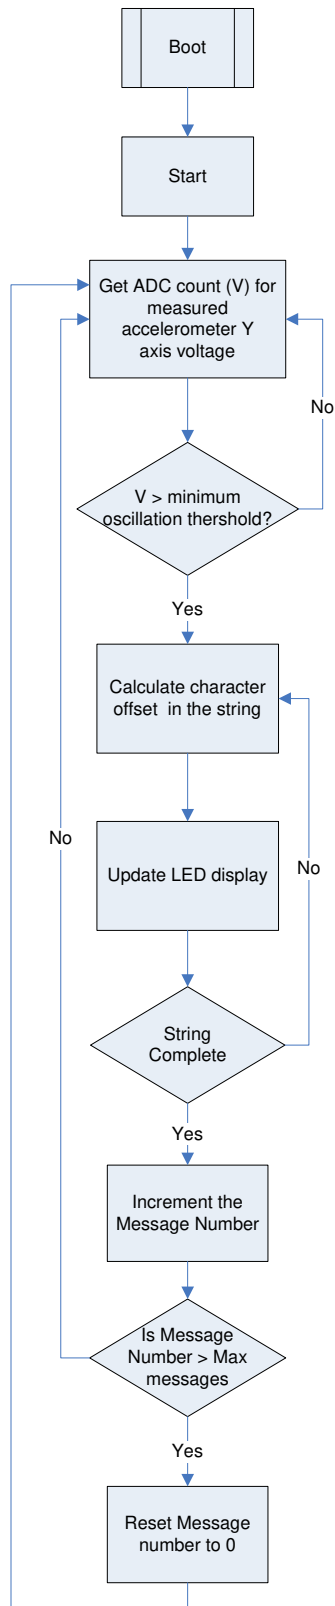 Boot
Start
Get ADC count (V) for
measured
accelerometer Y
axis voltage
No
V > minimum
oscillation thershold?
Yes
Calculate character
offset  in the string
No
Update LED display
No
String
Complete
Yes
Increment the
Message Number
Is Message
Number > Max
messages
Yes
Reset Message
number to 0